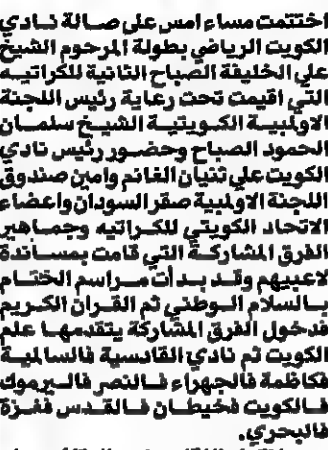 اختتمت مساء امس على صالة نادي
الكويت الرياضي بطولة المرحوم الشيخ
علي الخليفة الصباح الثانية للكراتيه
التي اقيمت تحت رعاية رئيس اللجنة
الاولمبية الكويتية الشيخ سلمان
الحمود الصباح وحضور رئيس نادي
الكويت علي ثنيان الغانم وامين صندوق
اللجنة الاولمبية صقر السودان واعضاء
الاتحاد الكويتي للكراتيه وجماهير
الفرق المشاركة التي قامت بمساندة
لاعبيهم وقد بدأت مراسم الختام
بالسلام الوطني ثم القران الكريم
فدخول الفرق المشاركة يتقدمها علم
الكويت ثم نادي القادسية فالسالمية
فكاظمة فالجهراء فالنصر فاليرموك
فالكويت فخيطان فالقدس فغزة
فالبحري.